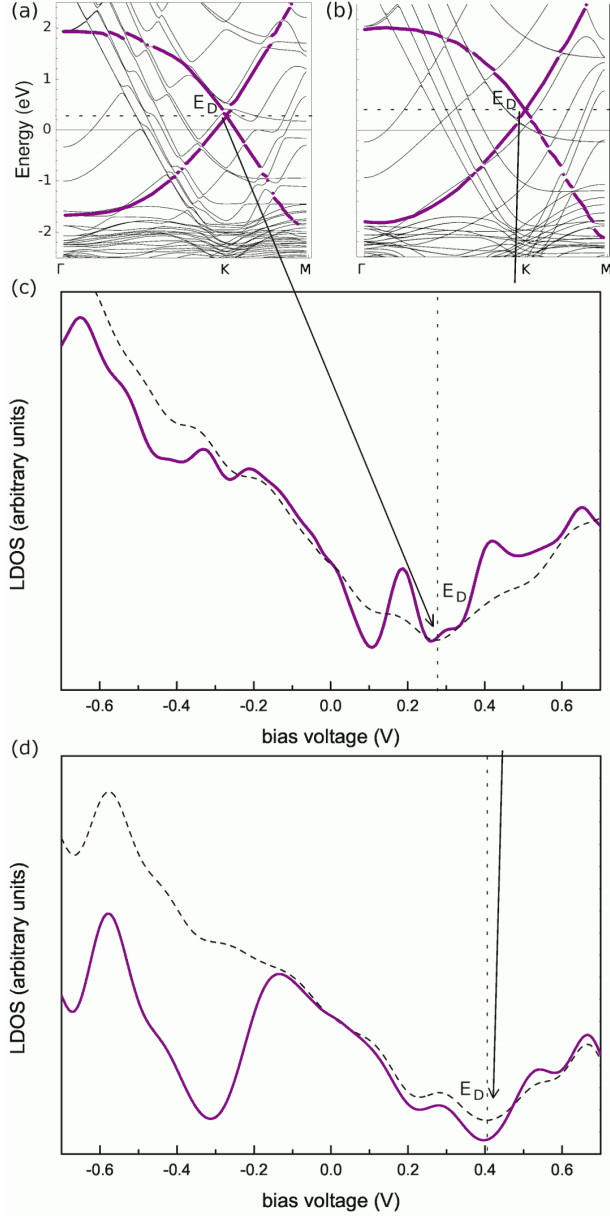 (a)
(b)
Energy (eV)
2
1
0
-1
-2
E_D
E_D
Γ K M
Γ K M
(c)
LDOS (arbitrary units)
E_D
-0.6 -0.4 -0.2 0.0 0.2 0.4 0.6
bias voltage (V)
(d)
LDOS (arbitrary units)
E_D
-0.6 -0.4 -0.2 0.0 0.2 0.4 0.6
bias voltage (V)